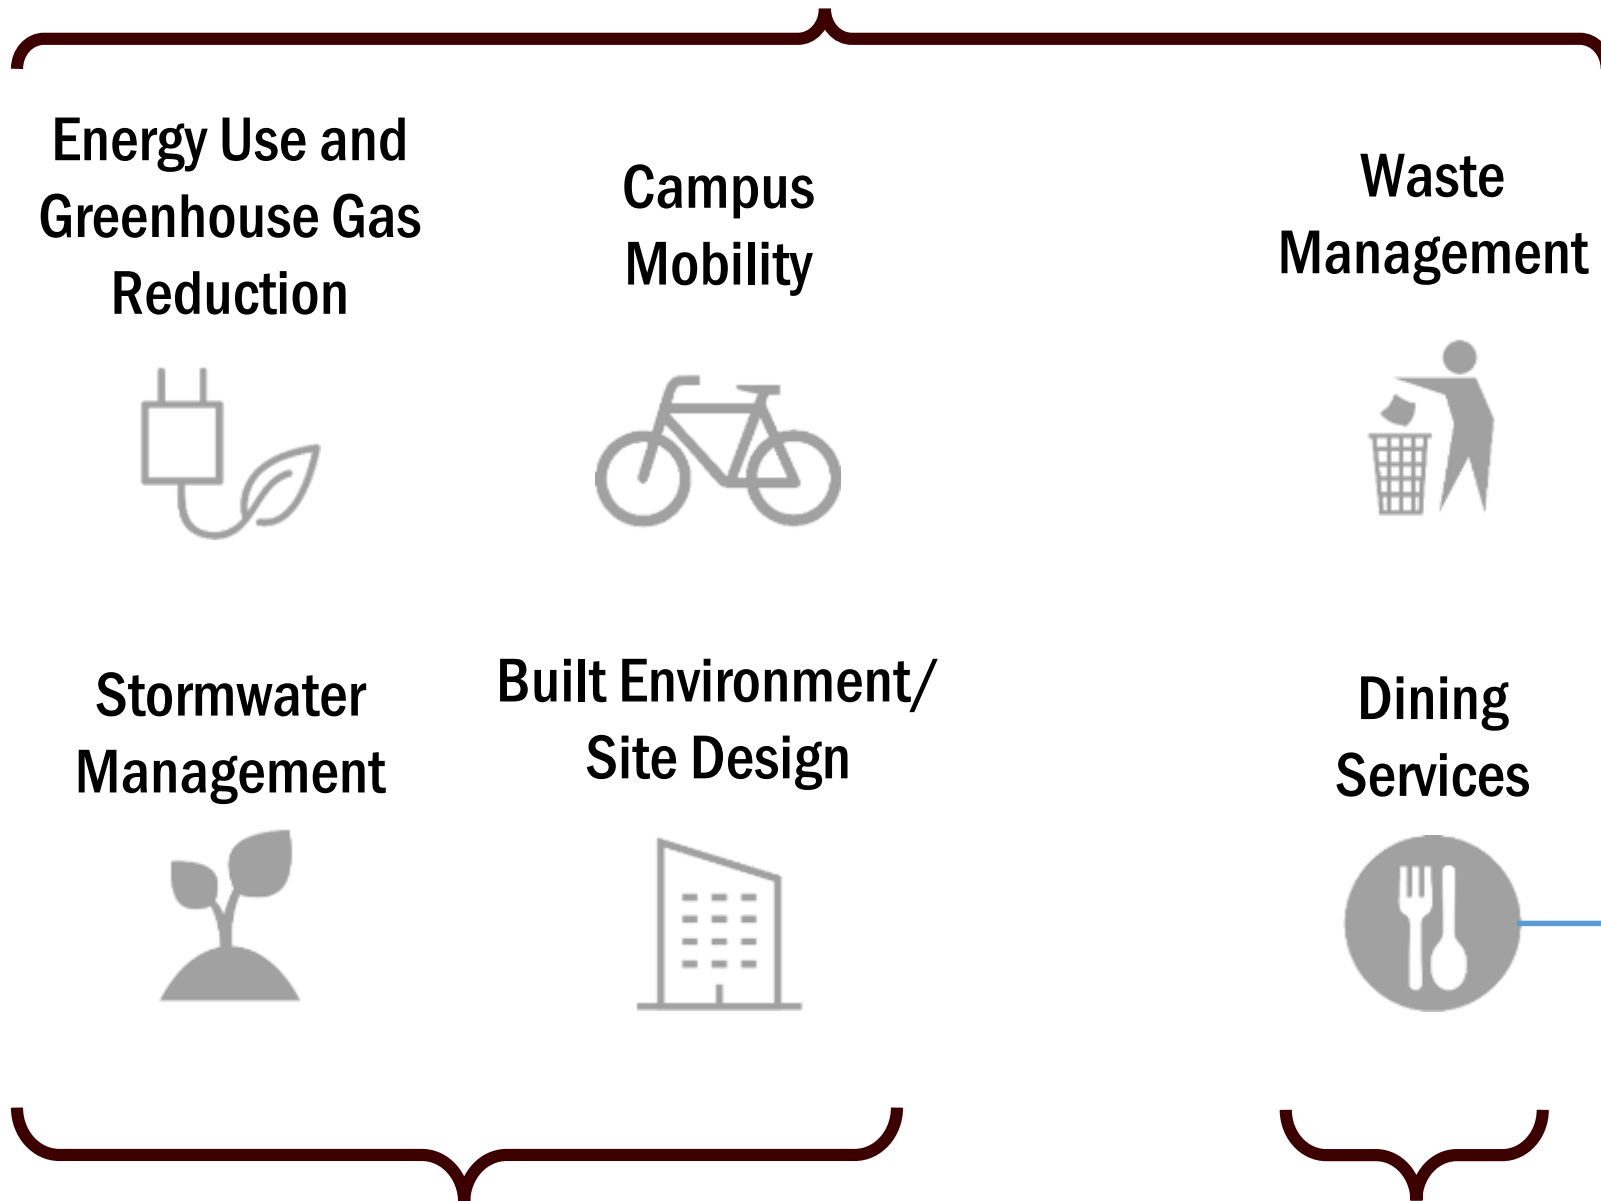 Energy Use and
Greenhouse Gas
Reduction
Campus
Mobility
Waste
Management
Stormwater
Management
Built Environment/
Site Design
Dining
Services